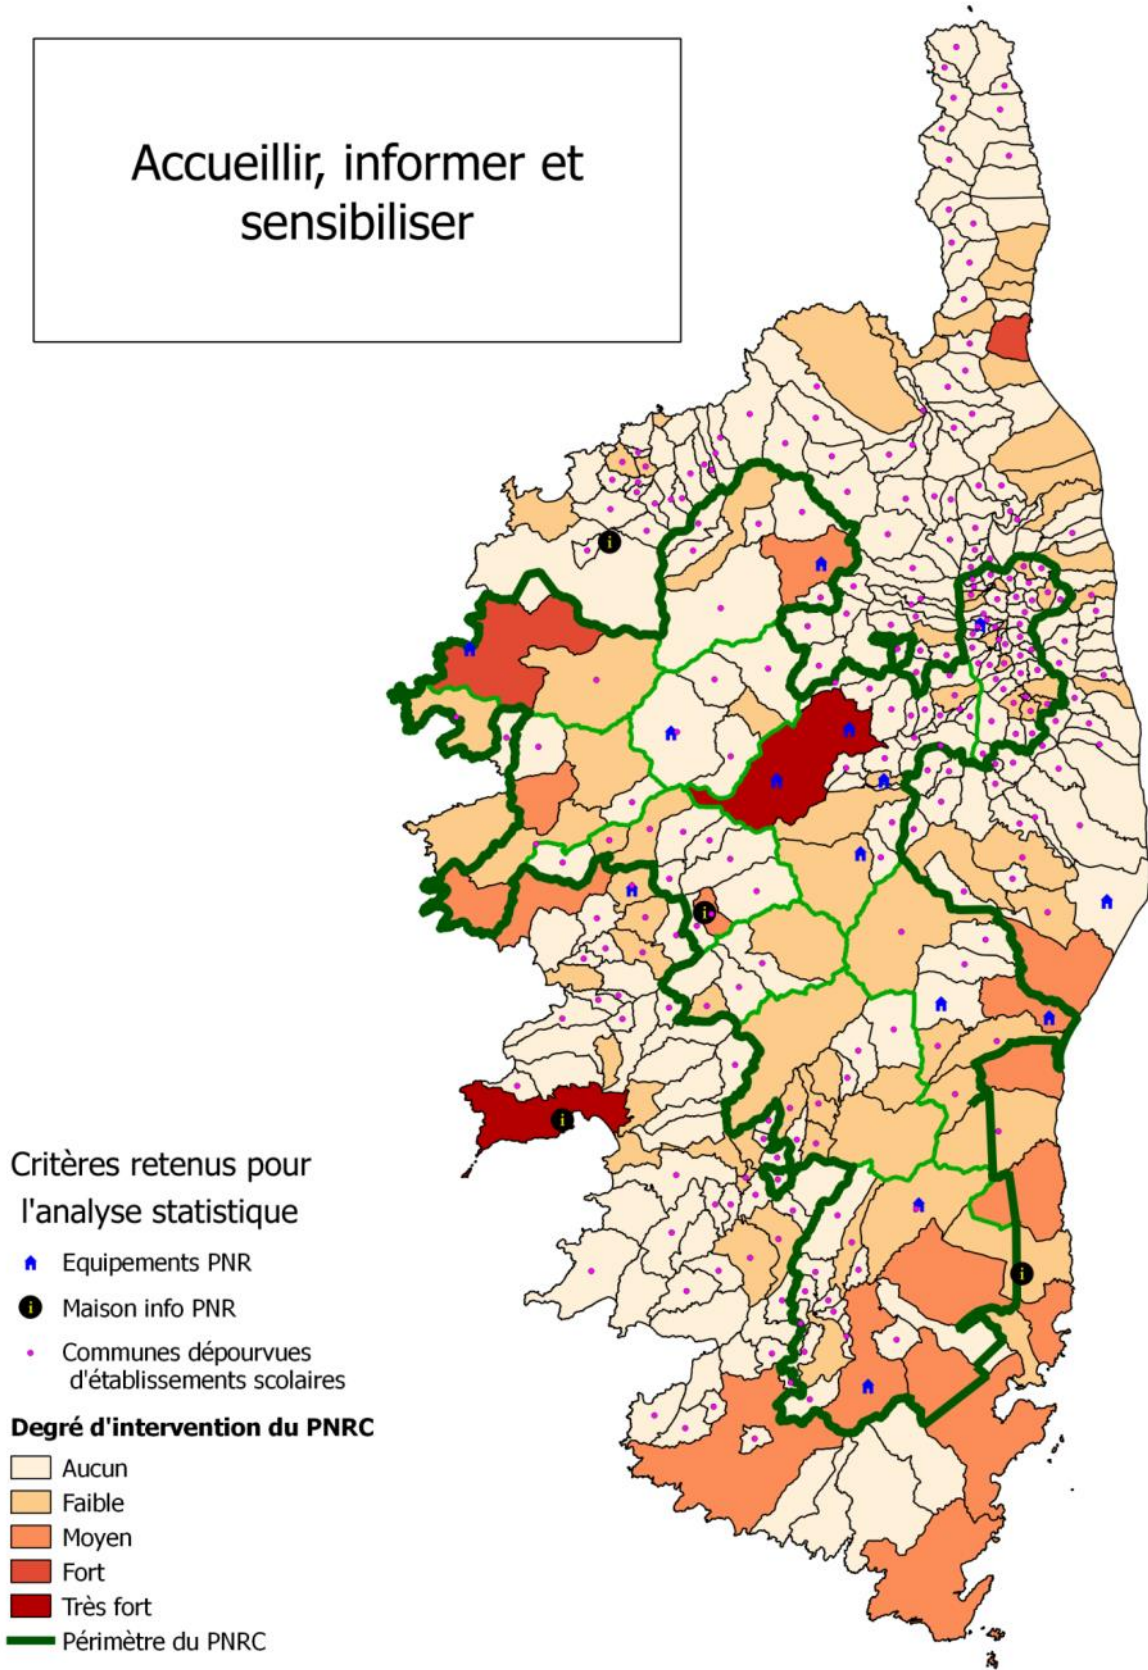 Accueillir, informer et
sensibiliser
Critères retenus pour
l'analyse statistique
Equipements PNR
i Maison info PNR
Communes dépourvues
d'établissements scolaires
Degré d'intervention du PNRC
Aucun
Faible
Moyen
Fort
Très fort
Périmètre du PNRC
i
i
i
i